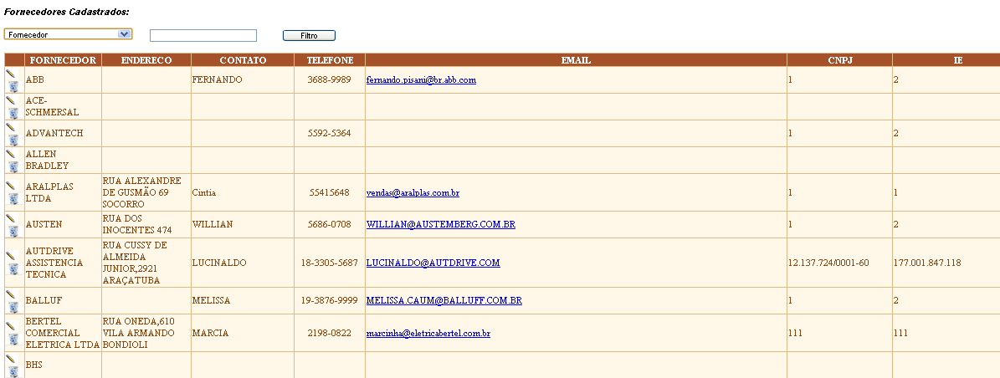 Fornecedores Cadastrados:
Fornecedor Filtro
FORNECEDOR ENDERECO CONTATO TELEFONE EMAIL CNPJ IE
ABB FERNANDO 3688-9989 fernando.pisani@br.abb.com 1 2
ACE-
SCHMERSAL
ADVANTECH 5592-5364 1 2
ALLEN
BRADLEY
ARALPLAS
LTDA
RUA ALEXANDRE
DE GUSMÃO 69
SOCORRO
Cintia 55415648 vendas@aralplas.com.br 1 1
AUSTEN
RUA DOS
INOCENTES 474
WILLIAN 5686-0708 WILLIAN@AUSTEMBERG.COM.BR 1 2
AUTDRIVE
ASSISTENCIA
TECNICA
RUA CUSSY DE
ALMEIDA
JUNIOR,2921
ARAÇATUBA
LUCINALDO 18-3305-5687 LUCINALDO@AUTDRIVE.COM 12.137.724/0001-60 177.001.847.118
BALLUF MELISSA 19-3876-9999 MELISSA.CAUM@BALLUFF.COM.BR 1 2
BERTEL
COMERCIAL
ELETRICA LTDA
RUA ONEDA,610
VILA ARMANDO
BONDIOLI
MARCIA 2198-0822 marcinha@eletricabertel.com.br 111 111
BHS